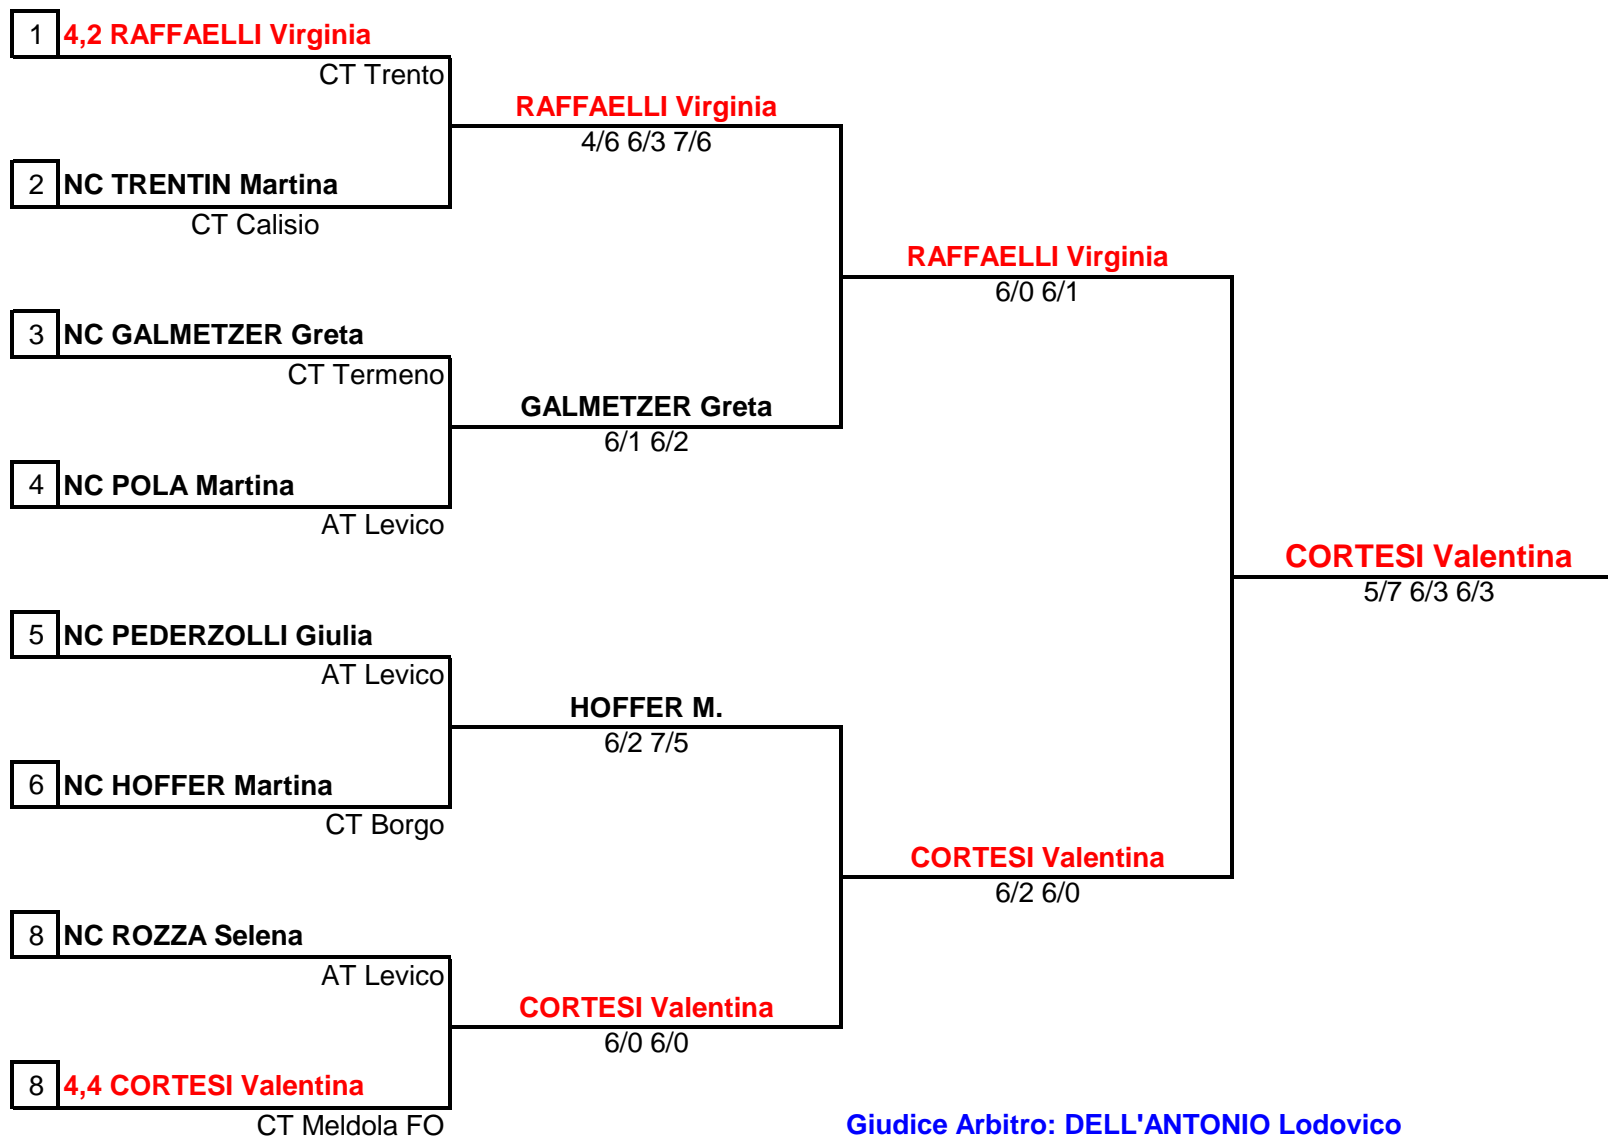 1 4,2 RAFFAELLI Virginia
CT Trento
RAFFAELLI Virginia
4/6 6/3 7/6
2 NC TRENTIN Martina
CT Calisio
RAFFAELLI Virginia
6/0 6/1
3 NC GALMETZER Greta
CT Termeno
GALMETZER Greta
6/1 6/2
4 NC POLA Martina
AT Levico
CORTESI Valentina
5/7 6/3 6/3
5 NC PEDERZOLLI Giulia
AT Levico
HOFFER M.
6/2 7/5
6 NC HOFFER Martina
CT Borgo
CORTESI Valentina
6/2 6/0
8 NC ROZZA Selena
AT Levico
CORTESI Valentina
6/0 6/0
8 4,4 CORTESI Valentina
CT Meldola FO
Giudice Arbitro: DELL'ANTONIO Lodovico